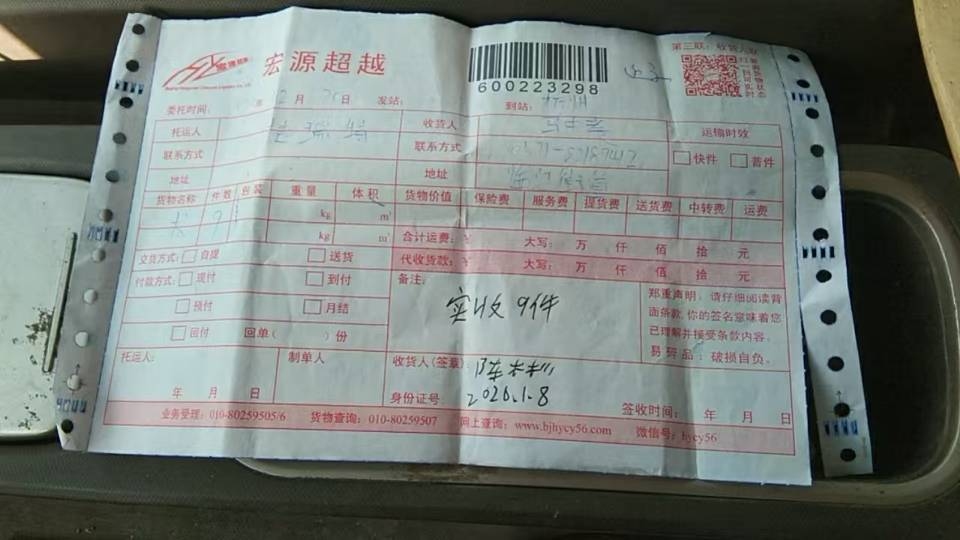 宏源超越
600223298
第三联：收货人联
委托时间： 年 2月 日 发站： 到站：杭州
托运人 收货人 运输时效
联系方式 联系方式 快件 普件
地址 地址
货物名称 件数 包装 重量 体积 货物价值 保险费 服务费 提货费 送货费 中转费 运费
kg m³
kg m³ 合计运费：¥ 大写： 万 仟 佰 拾 元
交货方式： 自提 送货 代收货款：¥ 大写： 万 仟 佰 拾 元
付款方式： 现付 到付 备注：
预付 月结
回付 回单（ ）份
实收9件
郑重声明：请仔细阅读背
面条款，你的签名意味着您
已理解并接受条款内容。
易碎品：破损自负。
托运人： 制单人 收货人(签章)
年 月 日 身份证号 2026.1.8 签收时间： 年 月 日
业务受理：010-80259505/6 货物查询：010-80259507 网上查询：www.bjhycy56.com 微信号：hycy56